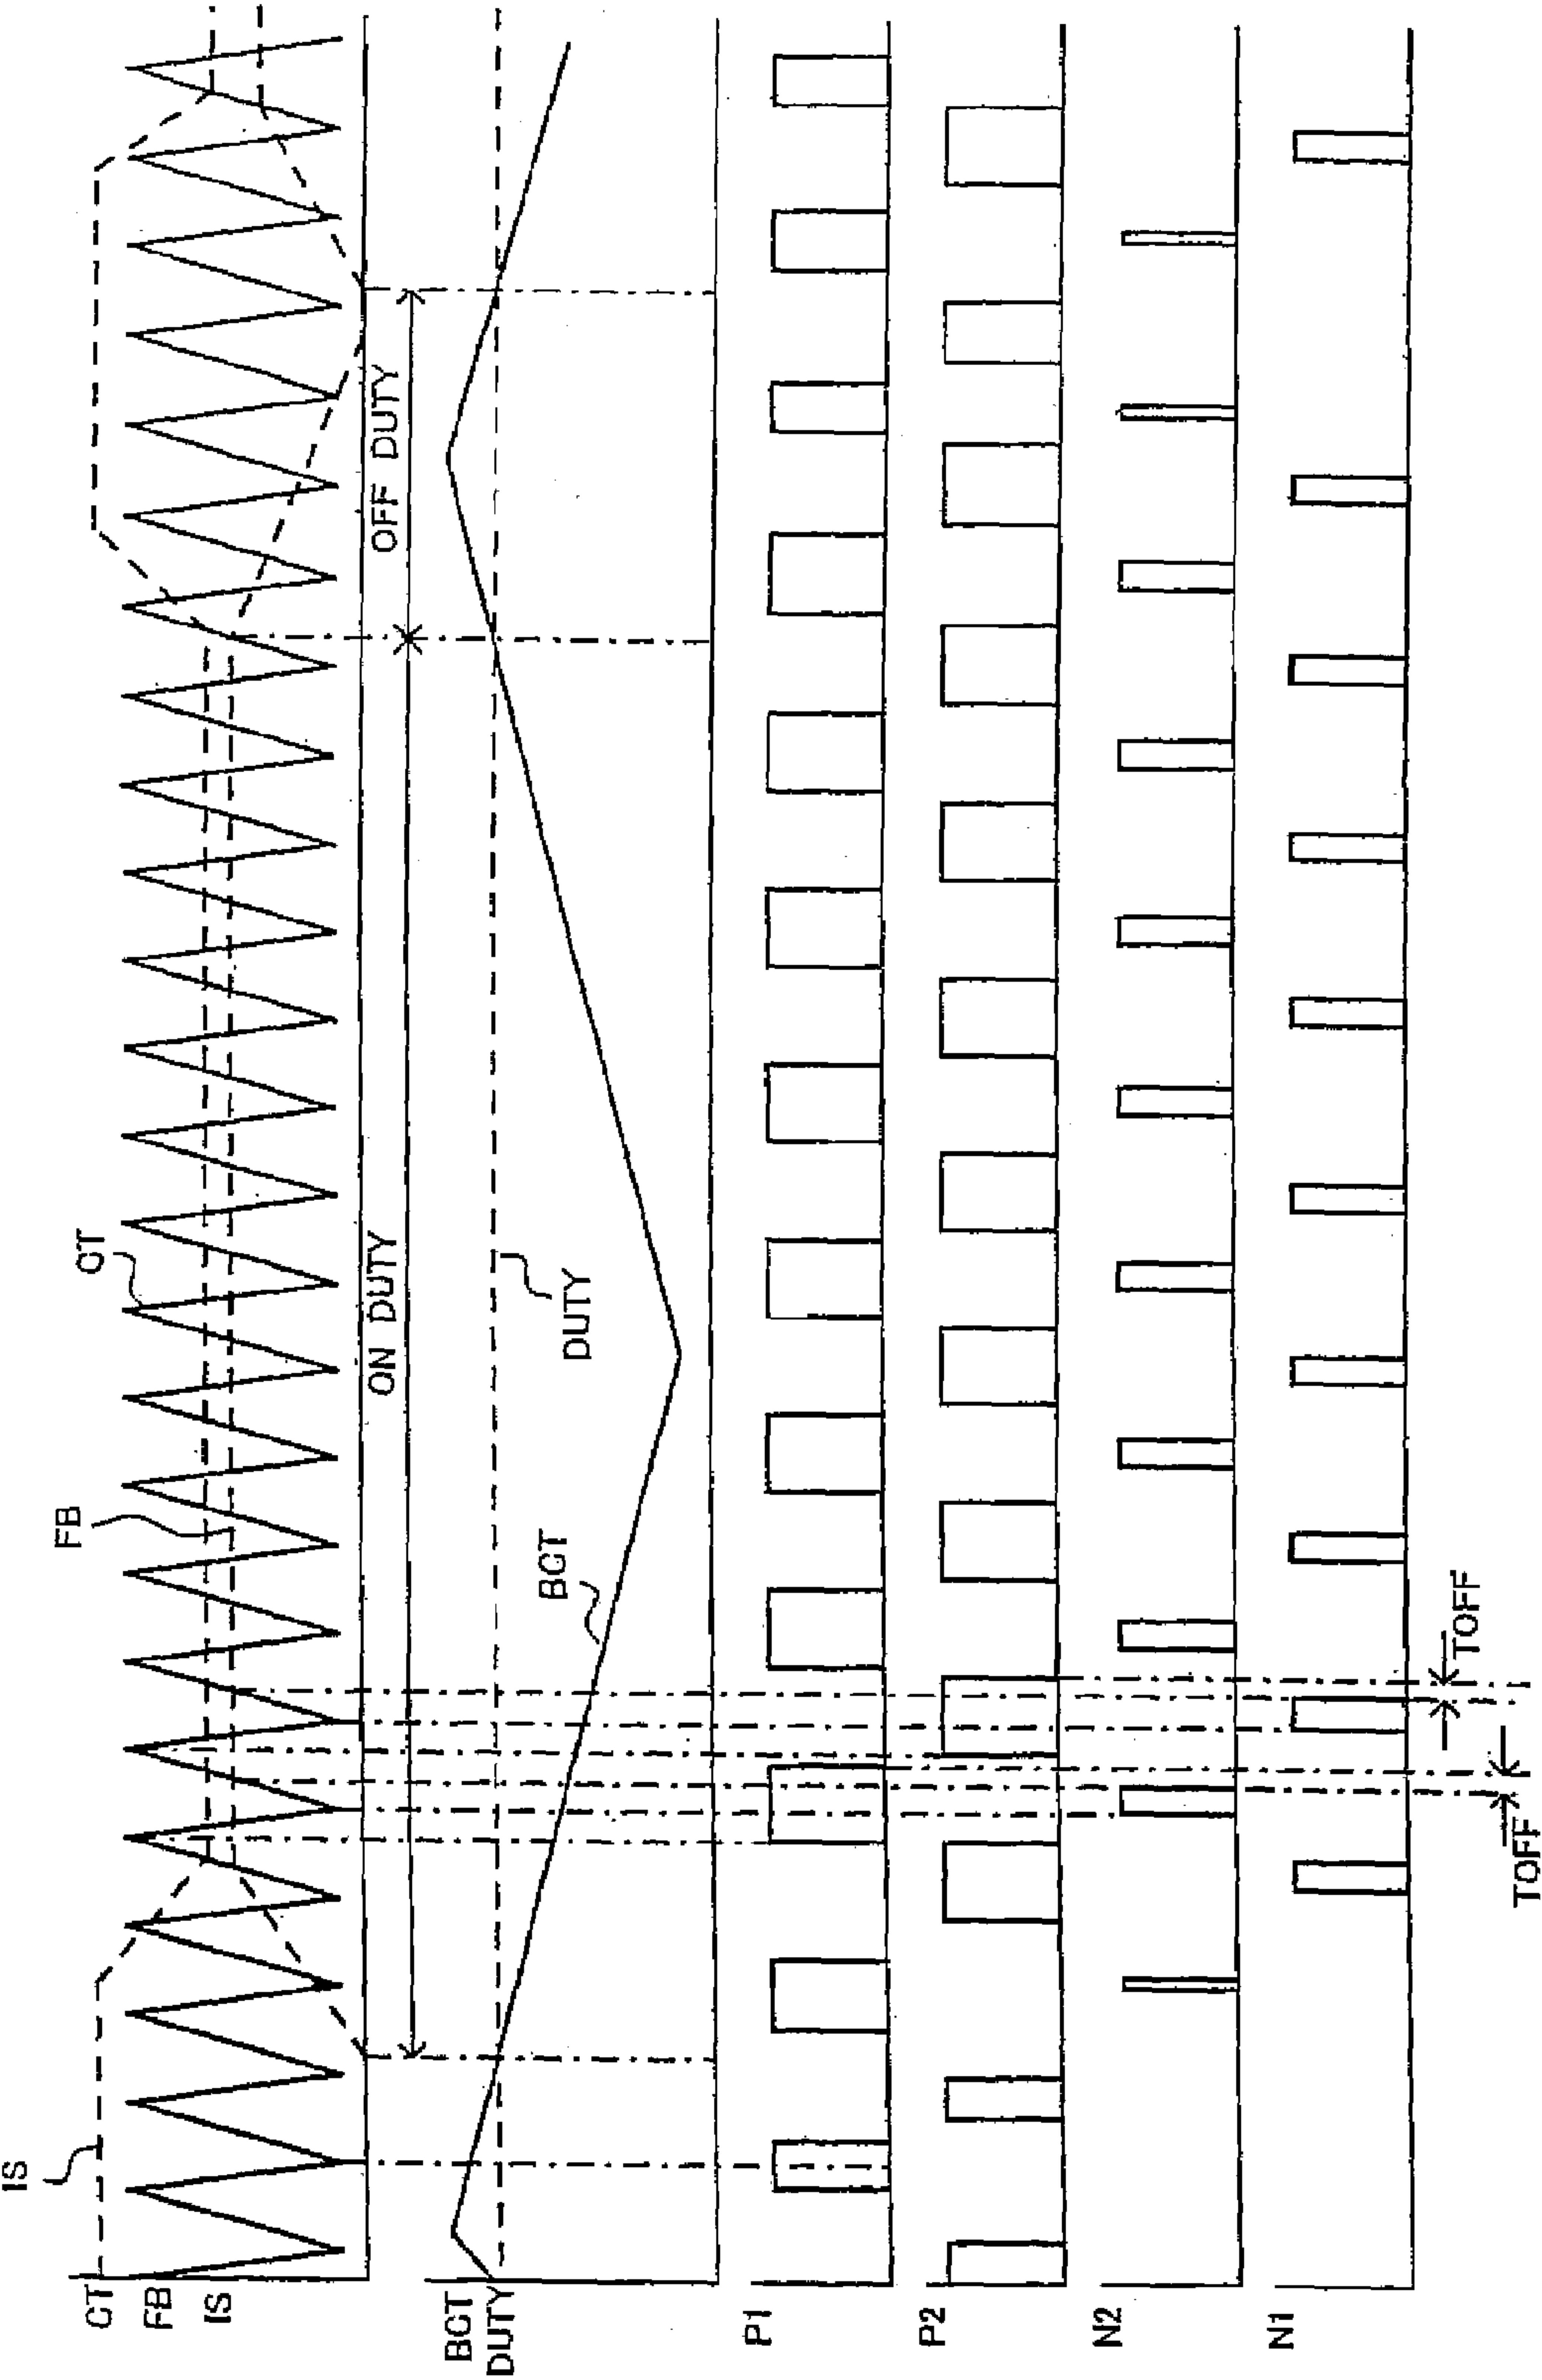 IS
FB
CT
CT
FB
IS
ON DUTY
OFF DUTY
BCT
DUTY
BCT
DUTY
P1
P2
N2
N1
TOFF
TOFF